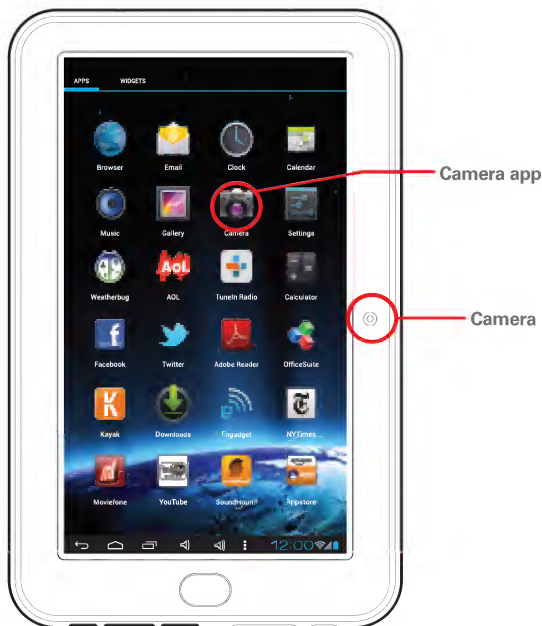 APPS WIDGETS
Browser Email Clock Calendar
Camera app
Music Gallery Camera Settings
AOL
Weatherbug AOL TuneIn Radio Calculator
Camera
f
Facebook Twitter Adobe Reader OfficeSuite
K
Kayak Downloads Engadget NYTimes...
Moviefone YouTube SoundHound Appstore
12:00